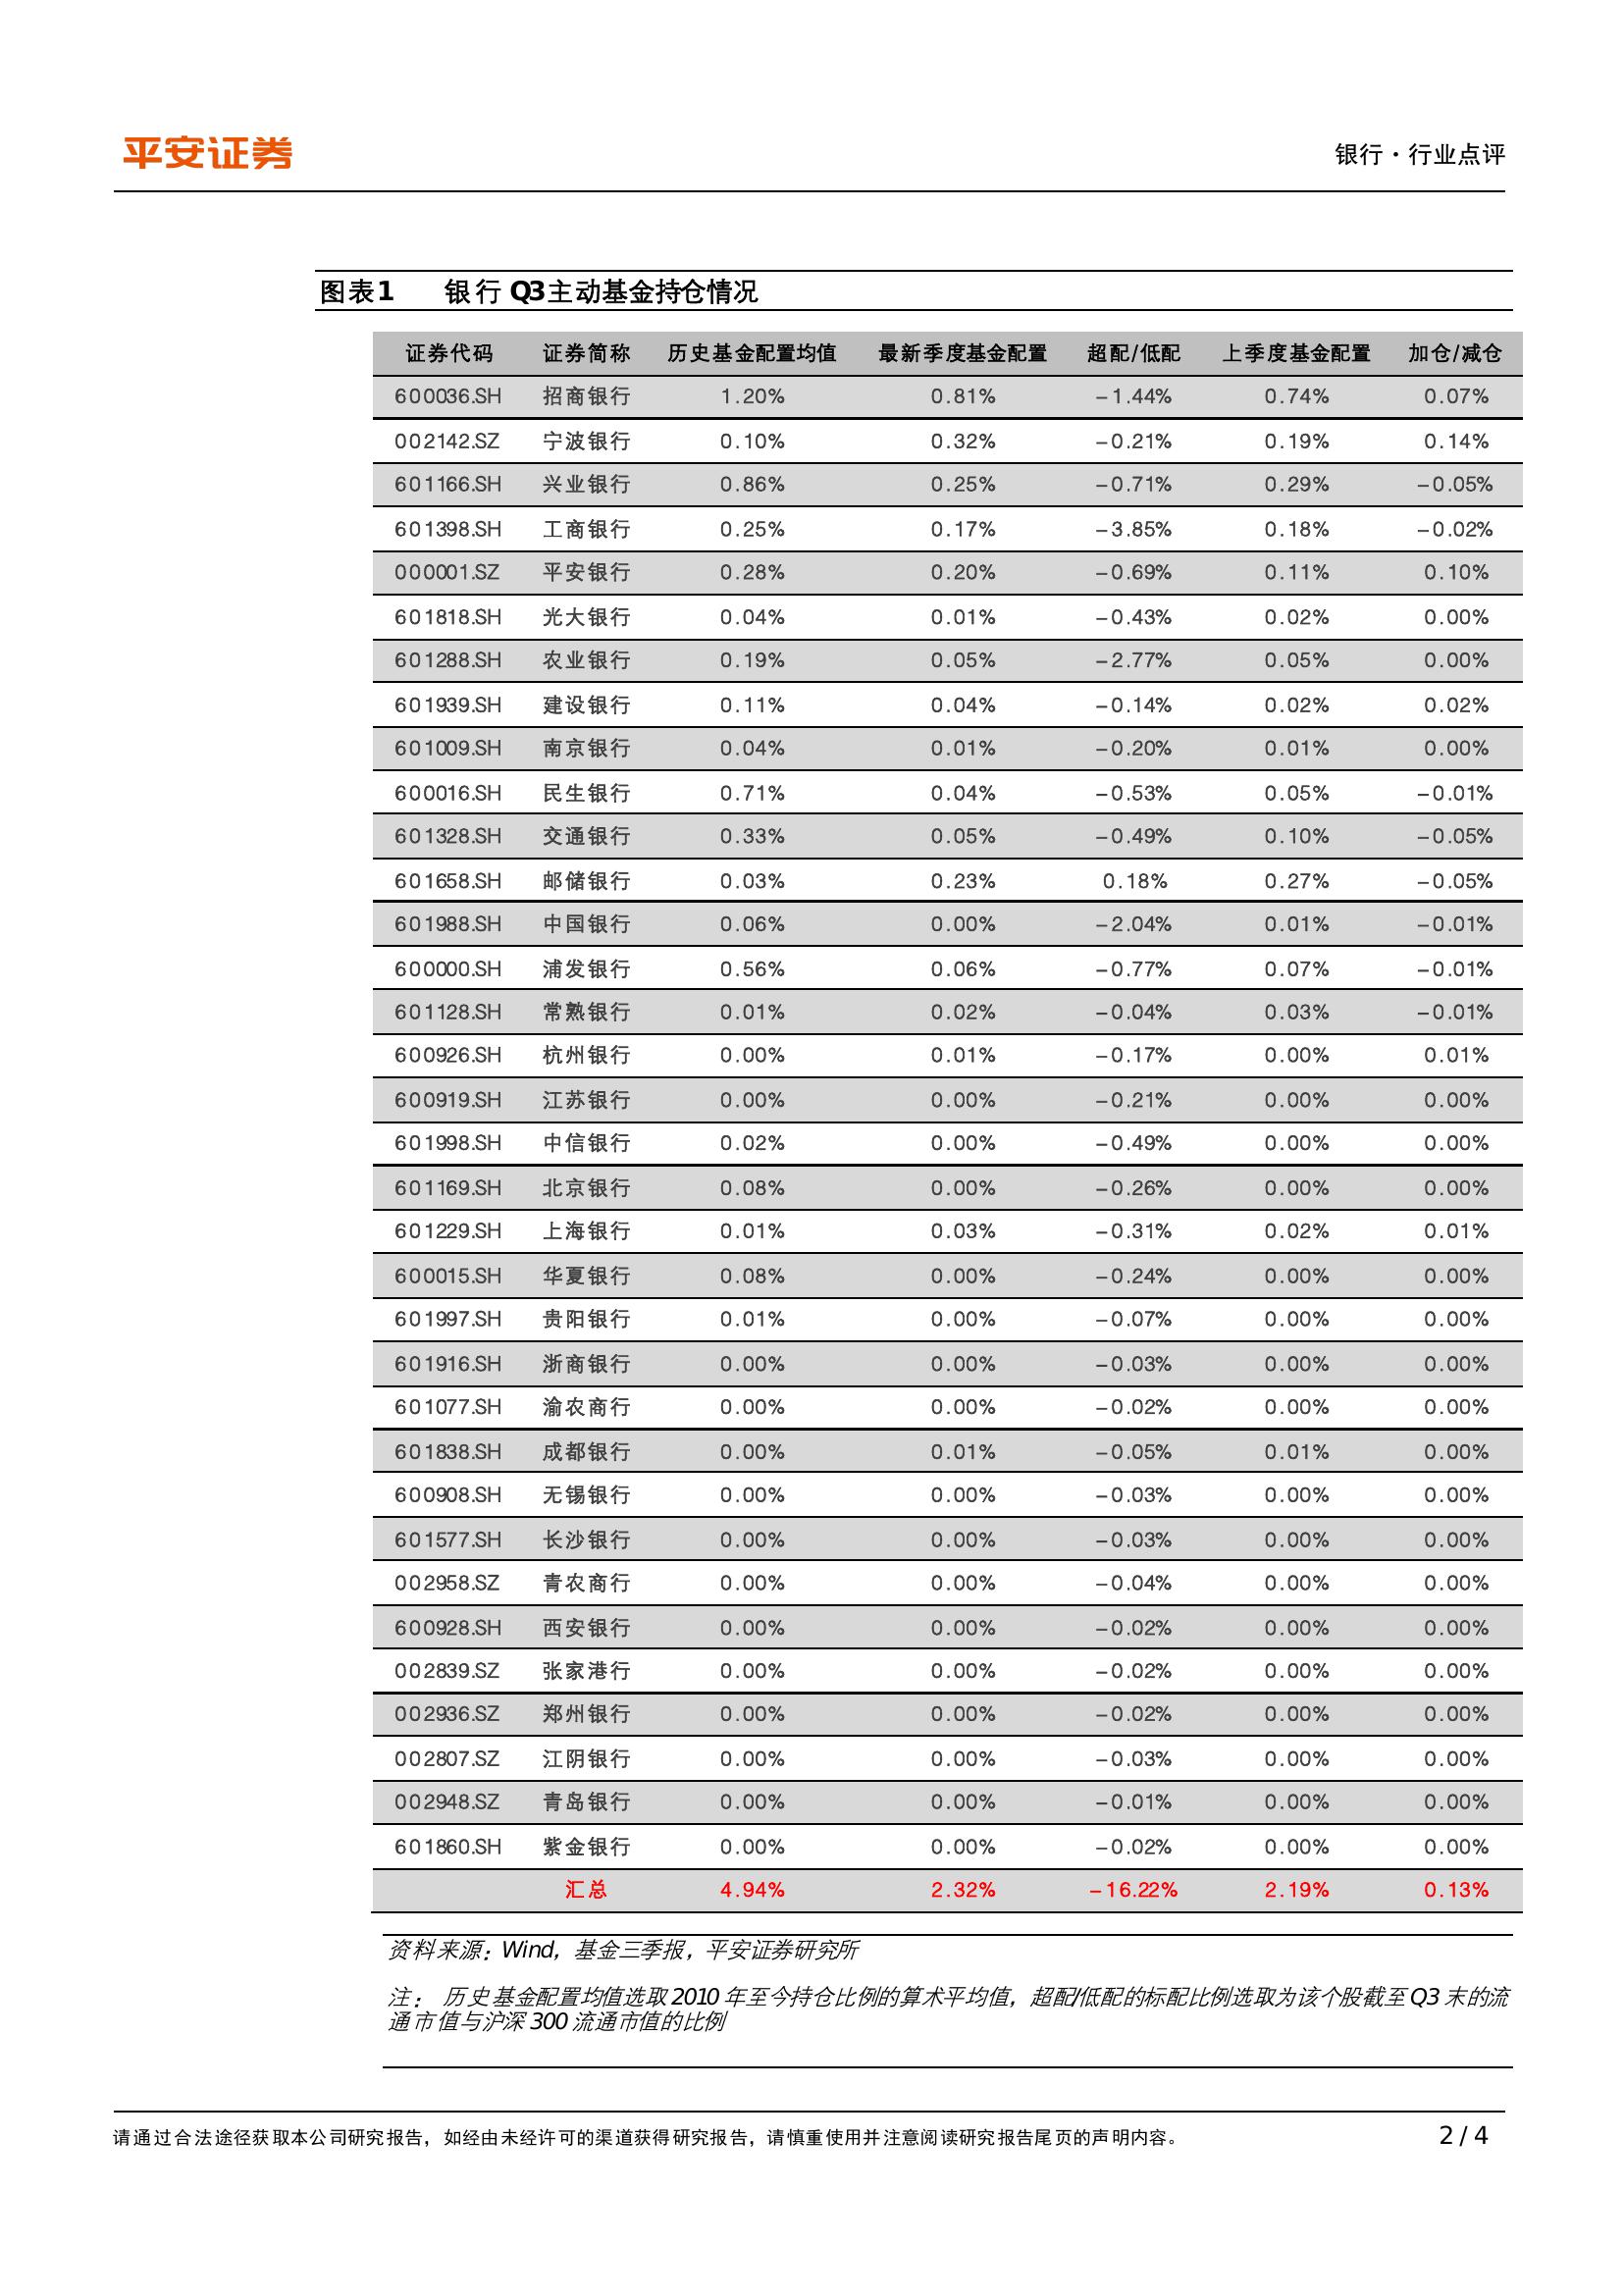 平安证券
银行·行业点评
图表1 银行 Q3主动基金持仓情况
证券代码 证券简称 历史基金配置均值 最新季度基金配置 超配/低配 上季度基金配置 加仓/减仓
600036.SH 招商银行 1.20% 0.81% -1.44% 0.74% 0.07%
002142.SZ 宁波银行 0.10% 0.32% -0.21% 0.19% 0.14%
601166.SH 兴业银行 0.86% 0.25% -0.71% 0.29% -0.05%
601398.SH 工商银行 0.25% 0.17% -3.85% 0.18% -0.02%
000001.SZ 平安银行 0.28% 0.20% -0.69% 0.11% 0.10%
601818.SH 光大银行 0.04% 0.01% -0.43% 0.02% 0.00%
601288.SH 农业银行 0.19% 0.05% -2.77% 0.05% 0.00%
601939.SH 建设银行 0.11% 0.04% -0.14% 0.02% 0.02%
601009.SH 南京银行 0.04% 0.01% -0.20% 0.01% 0.00%
600016.SH 民生银行 0.71% 0.04% -0.53% 0.05% -0.01%
601328.SH 交通银行 0.33% 0.05% -0.49% 0.10% -0.05%
601658.SH 邮储银行 0.03% 0.23% 0.18% 0.27% -0.05%
601988.SH 中国银行 0.06% 0.00% -2.04% 0.01% -0.01%
600000.SH 浦发银行 0.56% 0.06% -0.77% 0.07% -0.01%
601128.SH 常熟银行 0.01% 0.02% -0.04% 0.03% -0.01%
600926.SH 杭州银行 0.00% 0.01% -0.17% 0.00% 0.01%
600919.SH 江苏银行 0.00% 0.00% -0.21% 0.00% 0.00%
601998.SH 中信银行 0.02% 0.00% -0.49% 0.00% 0.00%
601169.SH 北京银行 0.08% 0.00% -0.26% 0.00% 0.00%
601229.SH 上海银行 0.01% 0.03% -0.31% 0.02% 0.01%
600015.SH 华夏银行 0.08% 0.00% -0.24% 0.00% 0.00%
601997.SH 贵阳银行 0.01% 0.00% -0.07% 0.00% 0.00%
601916.SH 浙商银行 0.00% 0.00% -0.03% 0.00% 0.00%
601077.SH 渝农商行 0.00% 0.00% -0.02% 0.00% 0.00%
601838.SH 成都银行 0.00% 0.01% -0.05% 0.01% 0.00%
600908.SH 无锡银行 0.00% 0.00% -0.03% 0.00% 0.00%
601577.SH 长沙银行 0.00% 0.00% -0.03% 0.00% 0.00%
002958.SZ 青农商行 0.00% 0.00% -0.04% 0.00% 0.00%
600928.SH 西安银行 0.00% 0.00% -0.02% 0.00% 0.00%
002839.SZ 张家港行 0.00% 0.00% -0.02% 0.00% 0.00%
002936.SZ 郑州银行 0.00% 0.00% -0.02% 0.00% 0.00%
002807.SZ 江阴银行 0.00% 0.00% -0.03% 0.00% 0.00%
002948.SZ 青岛银行 0.00% 0.00% -0.01% 0.00% 0.00%
601860.SH 紫金银行 0.00% 0.00% -0.02% 0.00% 0.00%
汇总 4.94% 2.32% -16.22% 2.19% 0.13%
资料来源：Wind，基金三季报，平安证券研究所
注： 历史基金配置均值选取2010年至今持仓比例的算术平均值，超配/低配的标配比例选取为该个股截至Q3末的流
通市值与沪深300流通市值的比例
请通过合法途径获取本公司研究报告，如经由未经许可的渠道获得研究报告，请慎重使用并注意阅读研究报告尾页的声明内容。
2 / 4